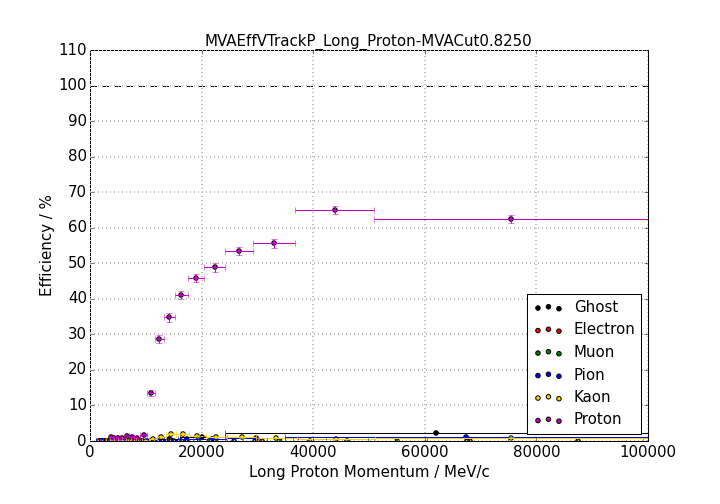 MVAEffVTrackP_Long_Proton-MVACut0.8250
110
100
90
80
70
60
50
40
30
20
10
0
Efficiency / %
Ghost
Electron
Muon
Pion
Kaon
Proton
0 20000 40000 60000 80000 100000
Long Proton Momentum / MeV/c